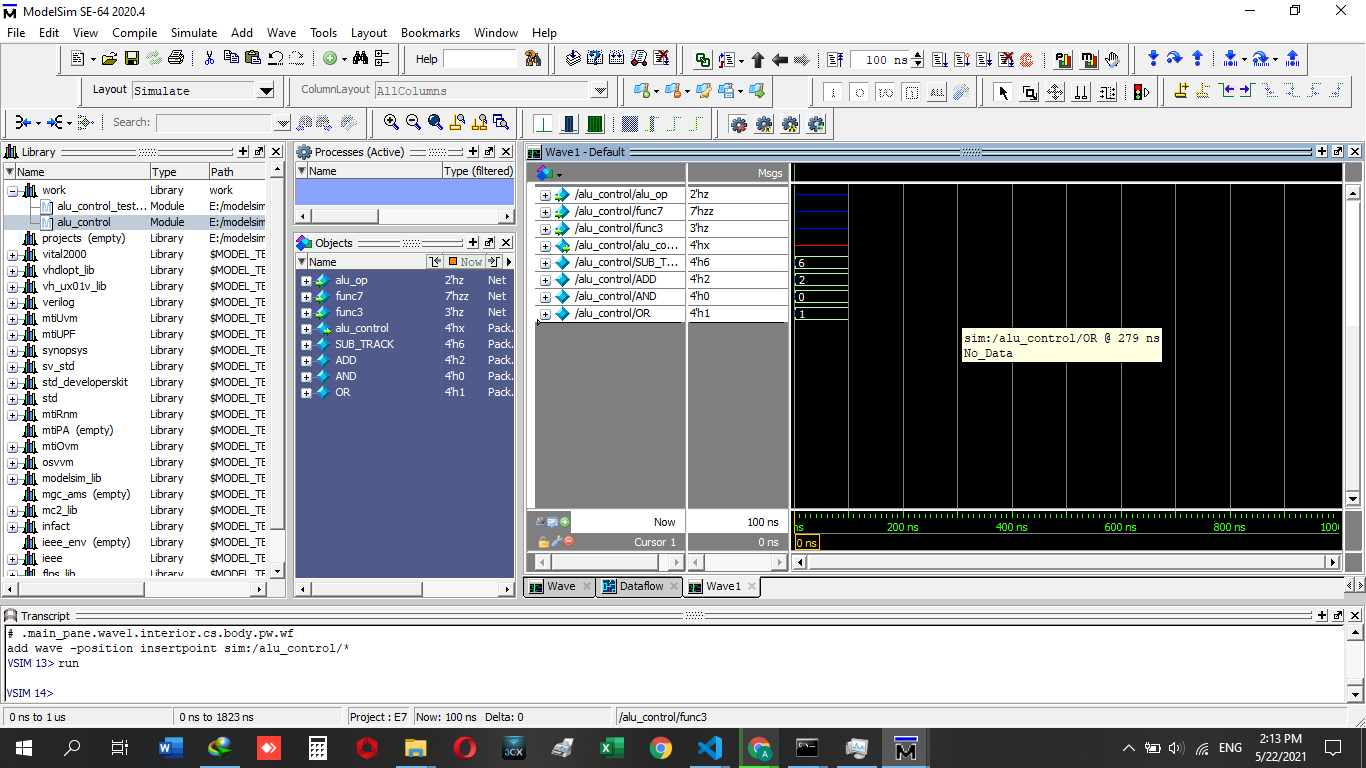 ModelSim SE-64 2020.4
File Edit View Compile Simulate Add Wave Tools Layout Bookmarks Window Help
Help
100 ns
Layout Simulate
ColumnLayout AllColumns
Search:
Library
Name Type Path
work Library work
alu_control_test... Module E:/modelsim
alu_control Module E:/modelsim
projects (empty) Library E:/modelsim
vital2000 Library $MODEL_TE
vhdlopt_lib Library $MODEL_TE
vh_ux01v_lib Library $MODEL_TE
verilog Library $MODEL_TE
mtiUvm Library $MODEL_TE
mtiUPF Library $MODEL_TE
synopsys Library $MODEL_TE
sv_std Library $MODEL_TE
std_developerskit Library $MODEL_TE
std Library $MODEL_TE
mtiRnm Library $MODEL_TE
mtiPA (empty) Library $MODEL_TE
mtiOvm Library $MODEL_TE
osvvm Library $MODEL_TE
modelsim_lib Library $MODEL_TE
mgc_ams (empty) Library $MODEL_TE
mc2_lib Library $MODEL_TE
infact Library $MODEL_TE
ieee_env (empty) Library $MODEL_TE
ieee Library $MODEL_TE
flps_lib Library $MODEL_TE
Processes (Active)
Name Type (filtered)
Objects
Name Now
alu_op 2'hz Net
func7 7'hzz Net
func3 3'hz Net
alu_control 4'hx Pack.
SUB_TRACK 4'h6 Pack.
ADD 4'h2 Pack.
AND 4'h0 Pack.
OR 4'h1 Pack.
Wave1 - Default
Msgs
/alu_control/alu_op 2'hz
/alu_control/func7 7'hzz
/alu_control/func3 3'hz
/alu_control/alu_co... 4'hx
/alu_control/SUB_T... 4'h6 6
/alu_control/ADD 4'h2 2
/alu_control/AND 4'h0 0
/alu_control/OR 4'h1 1
sim:/alu_control/OR @ 279 ns
No_Data
Now 100 ns ns 200 ns 400 ns 600 ns 800 ns 1000
Cursor 1 0 ns 0 ns
Wave Dataflow Wave1
Transcript
# .main_pane.wave1.interior.cs.body.pw.wf
add wave -position insertpoint sim:/alu_control/*
VSIM 13> run
VSIM 14>
0 ns to 1 us 0 ns to 1823 ns Project : E7 Now: 100 ns Delta: 0 /alu_control/func3
ENG
2:13 PM
5/22/2021